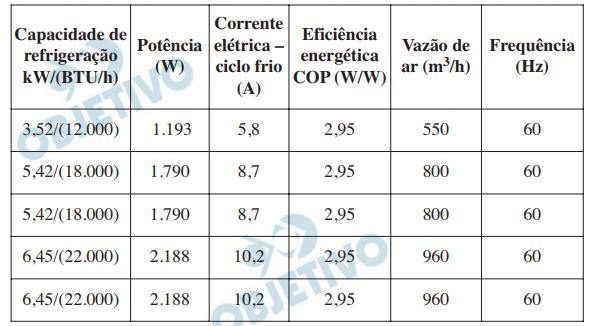 Capacidade de refrigeração kW/(BTU/h) Potência (W) Corrente elétrica – ciclo frio (A) Eficiência energética COP (W/W) Vazão de ar (m³/h) Frequência (Hz)
3,52/(12.000) 1.193 5,8 2,95 550 60
5,42/(18.000) 1.790 8,7 2,95 800 60
5,42/(18.000) 1.790 8,7 2,95 800 60
6,45/(22.000) 2.188 10,2 2,95 960 60
6,45/(22.000) 2.188 10,2 2,95 960 60
OBJETIVO
OBJETIVO